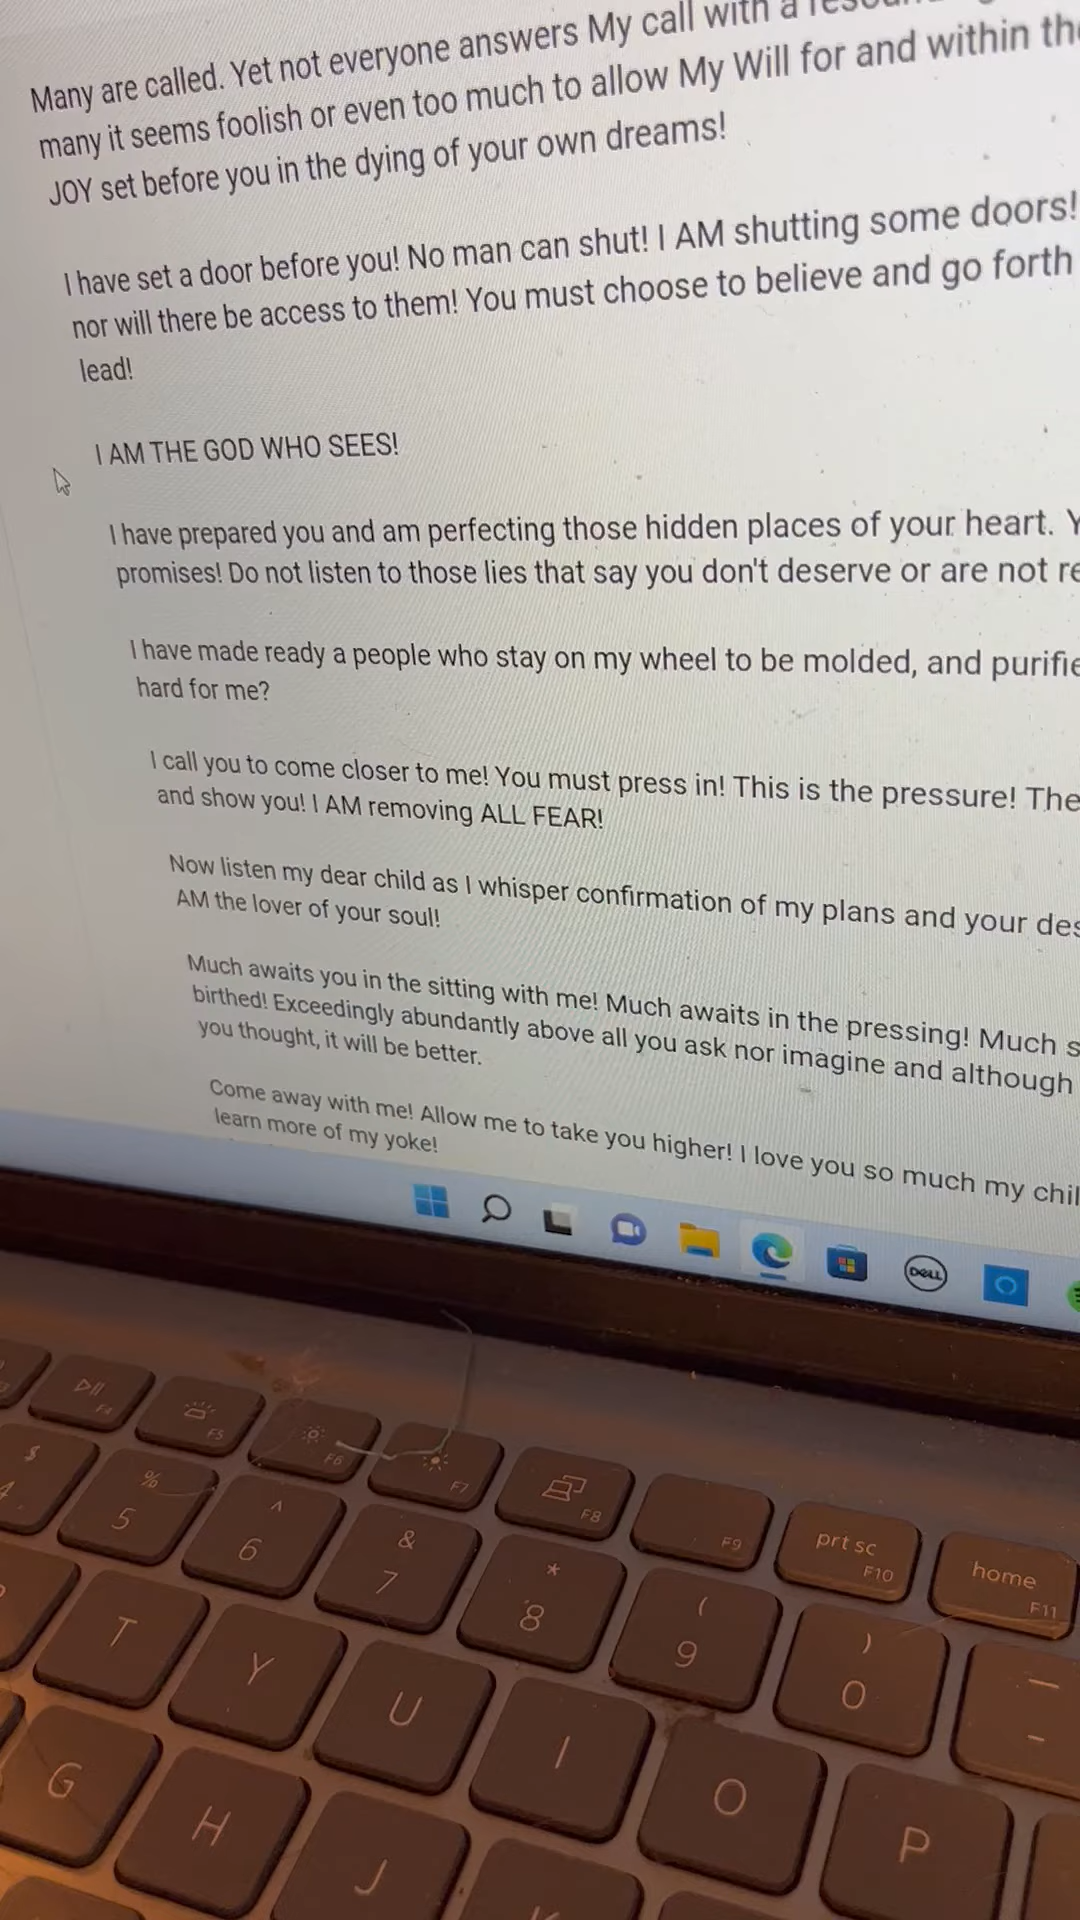 Many are called. Yet not everyone answers My call with a
many it seems foolish or even too much to allow My Will for and within
JOY set before you in the dying of your own dreams!
I have set a door before you! No man can shut! I AM shutting some doors!
nor will there be access to them! You must choose to believe and go forth
lead!
I AM THE GOD WHO SEES!
I have prepared you and am perfecting those hidden places of your heart.
promises! Do not listen to those lies that say you don't deserve or are not
I have made ready a people who stay on my wheel to be molded, and
hard for me?
I call you to come closer to me! You must press in! This is the pressure! The
and show you! I AM removing ALL FEAR!
Now listen my dear child as I whisper confirmation of my plans and your
AM the lover of your soul!
Much awaits you in the sitting with me! Much awaits in the pressing! Much
birthed! Exceedingly abundantly above all you ask nor imagine and although
you thought, it will be better.
Come away with me! Allow me to take you higher! I love you so much my
learn more of my yoke!
DELL
F4
F5
F6
F7
F8
F9
prt sc
F10
home
F11
$
%
5
^
6
&
7
*
8
(
9
)
0
T
Y
U
I
O
P
G
H
J